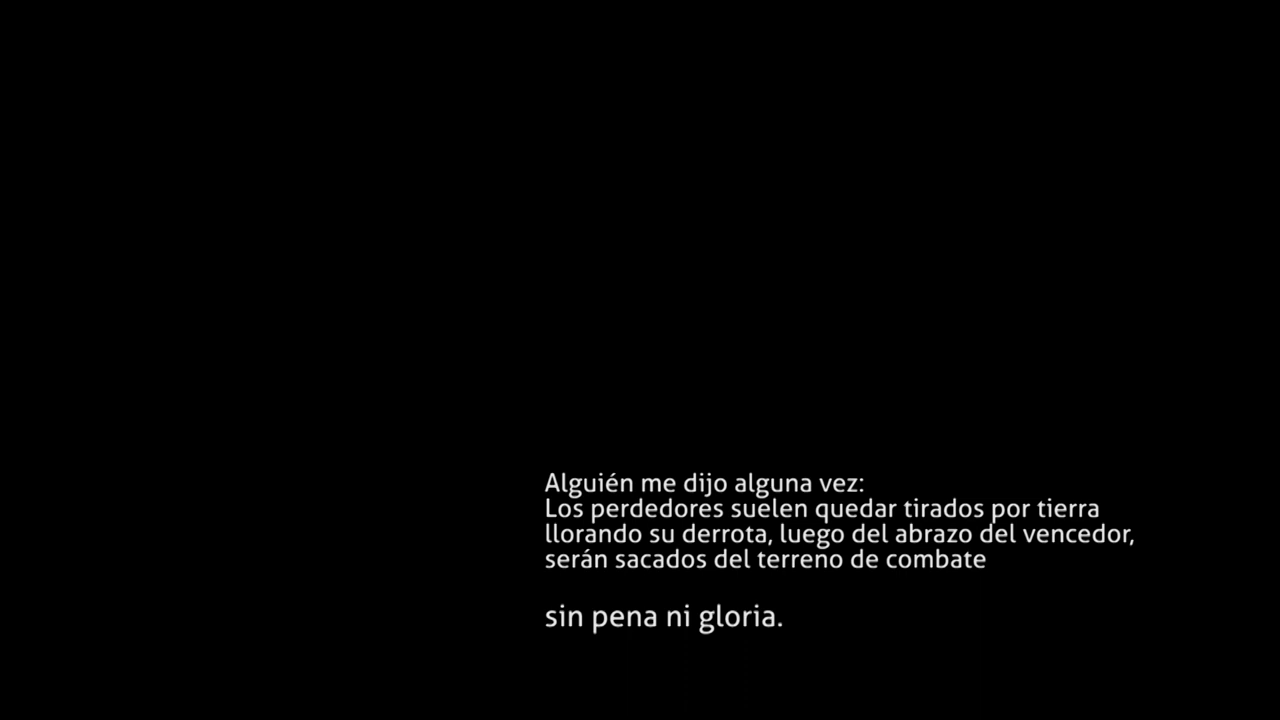 Alguién me dijo alguna vez:
Los perdedores suelen quedar tirados por tierra
llorando su derrota, luego del abrazo del vencedor,
serán sacados del terreno de combate
sin pena ni gloria.